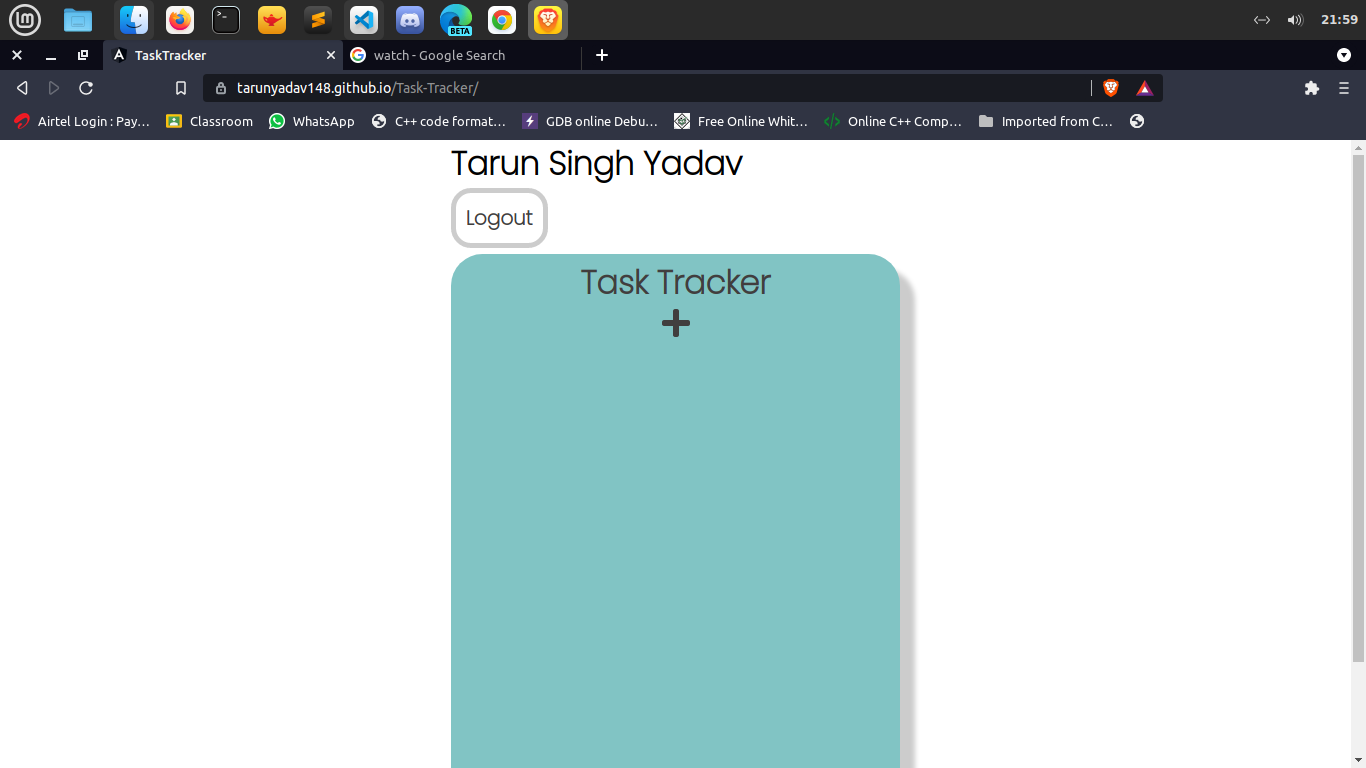 BETA
21:59
TaskTracker
watch - Google Search
tarunyadav148.github.io/Task-Tracker/
Airtel Login : Pay…
Classroom
WhatsApp
C++ code format…
GDB online Debu…
Free Online Whit…
Online C++ Comp…
Imported from C…
Tarun Singh Yadav
Logout
Task Tracker